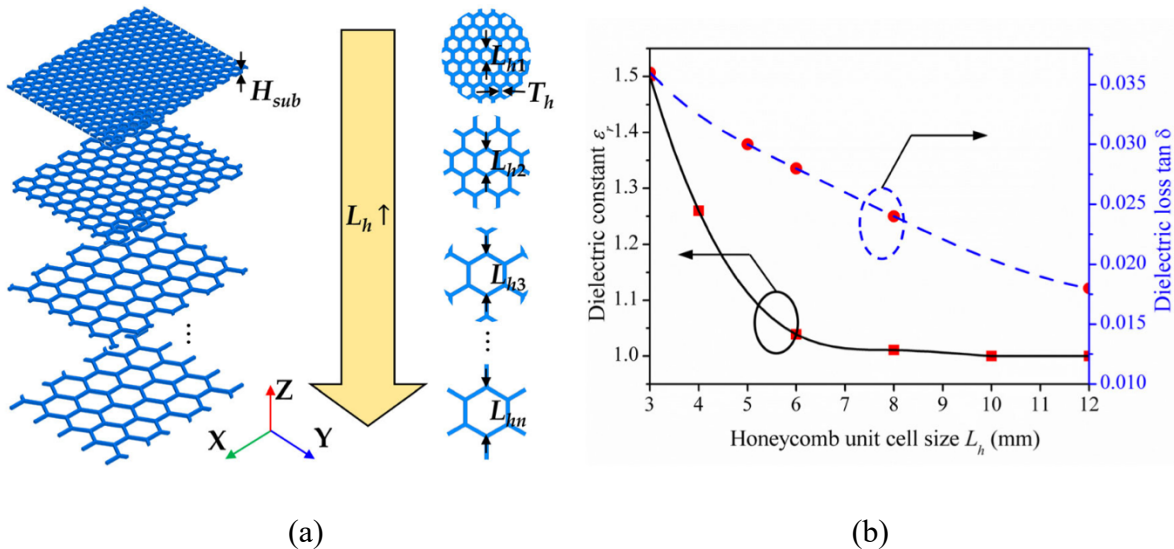 H_sub
L_h1
T_h
L_h2
L_h ↑
L_h3
⋮
⋮
L_hn
Z
X
Y
(a)
Dielectric constant ε_r
1.5
1.4
1.3
1.2
1.1
1.0
0.035
0.030
0.025
0.020
0.015
0.010
Dielectric loss tan δ
3 4 5 6 7 8 9 10 11 12
Honeycomb unit cell size L_h (mm)
(b)